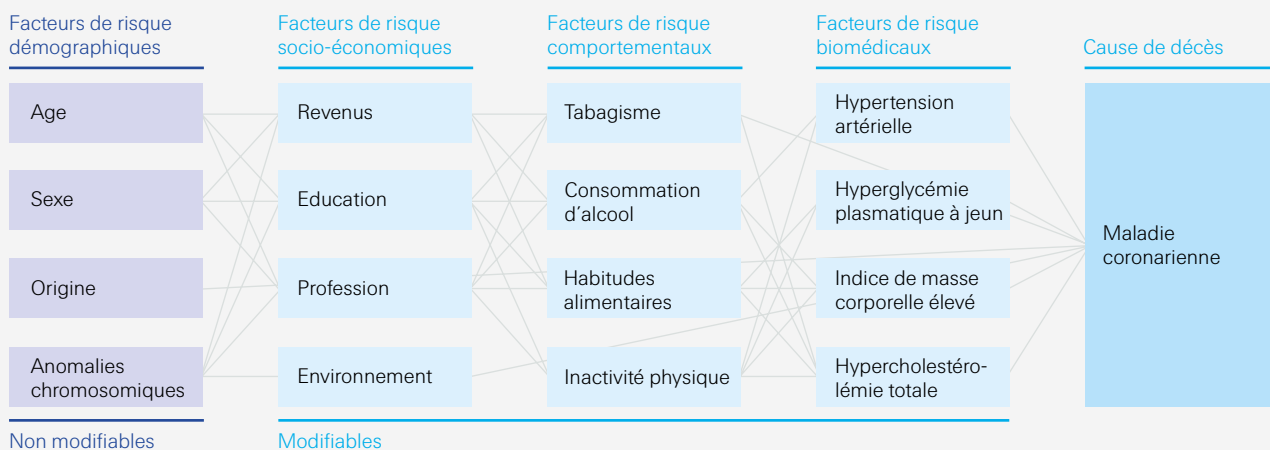 Facteurs de risque
démographiques
Facteurs de risque
socio-économiques
Facteurs de risque
comportementaux
Facteurs de risque
biomédicaux
Cause de décès
Age
Revenus
Tabagisme
Hypertension
artérielle
Sexe
Education
Consommation
d´alcool
Hyperglycémie
plasmatique à jeun
Maladie
coronarienne
Origine
Profession
Habitudes
alimentaires
Indice de masse
corporelle élevé
Anomalies
chromosomiques
Environnement
Inactivité physique
Hypercholestéro-
lémie totale
Non modifiables
Modifiables